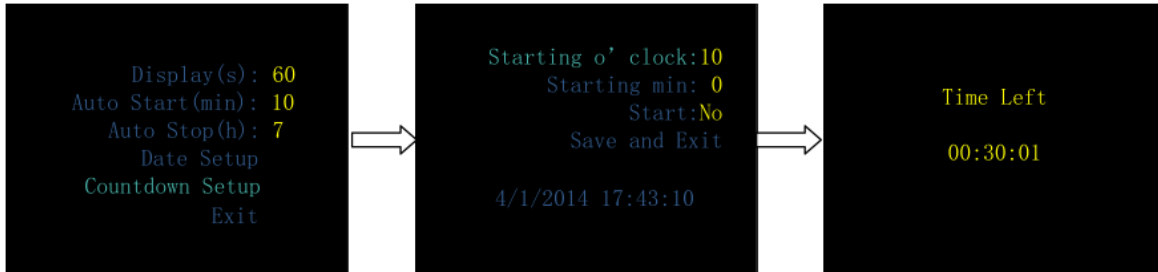 Display(s): 60
Auto Start(min): 10
Auto Stop(h): 7
Date Setup
Countdown Setup
Exit
Starting o’ clock:10
Starting min: 0
Start:No
Save and Exit
4/1/2014 17:43:10
Time Left
00:30:01